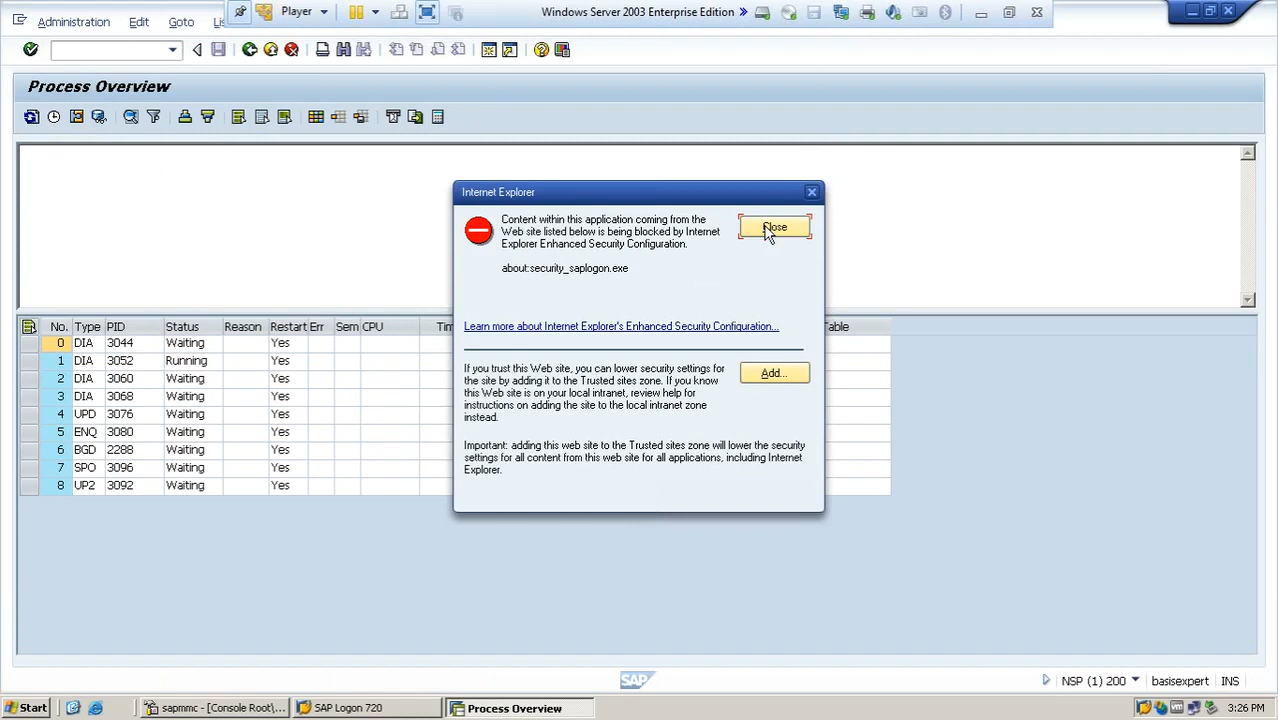 Player
Windows Server 2003 Enterprise Edition
Administration Edit Goto
Process Overview
Internet Explorer
Content within this application coming from the
Web site listed below is being blocked by Internet
Explorer Enhanced Security Configuration.
Close
about:security_saplogon.exe
Learn more about Internet Explorer's Enhanced Security Configuration...
If you trust this Web site, you can lower security settings for
the site by adding it to the Trusted sites zone. If you know
this Web site is on your local intranet, review help for
instructions on adding the site to the local intranet zone
instead.
Add...
Important: adding this web site to the Trusted sites zone will lower the security
settings for all content from this web site for all applications, including Internet
Explorer.
No. Type PID Status Reason Restart Err Sem CPU Tim Table
0 DIA 3044 Waiting Yes
1 DIA 3052 Running Yes
2 DIA 3060 Waiting Yes
3 DIA 3068 Waiting Yes
4 UPD 3076 Waiting Yes
5 ENQ 3080 Waiting Yes
6 BGD 2288 Waiting Yes
7 SPO 3096 Waiting Yes
8 UP2 3092 Waiting Yes
SAP
NSP (1) 200 basisexpert INS
Start sapmmc - [Console Root\... SAP Logon 720 Process Overview 3:26 PM